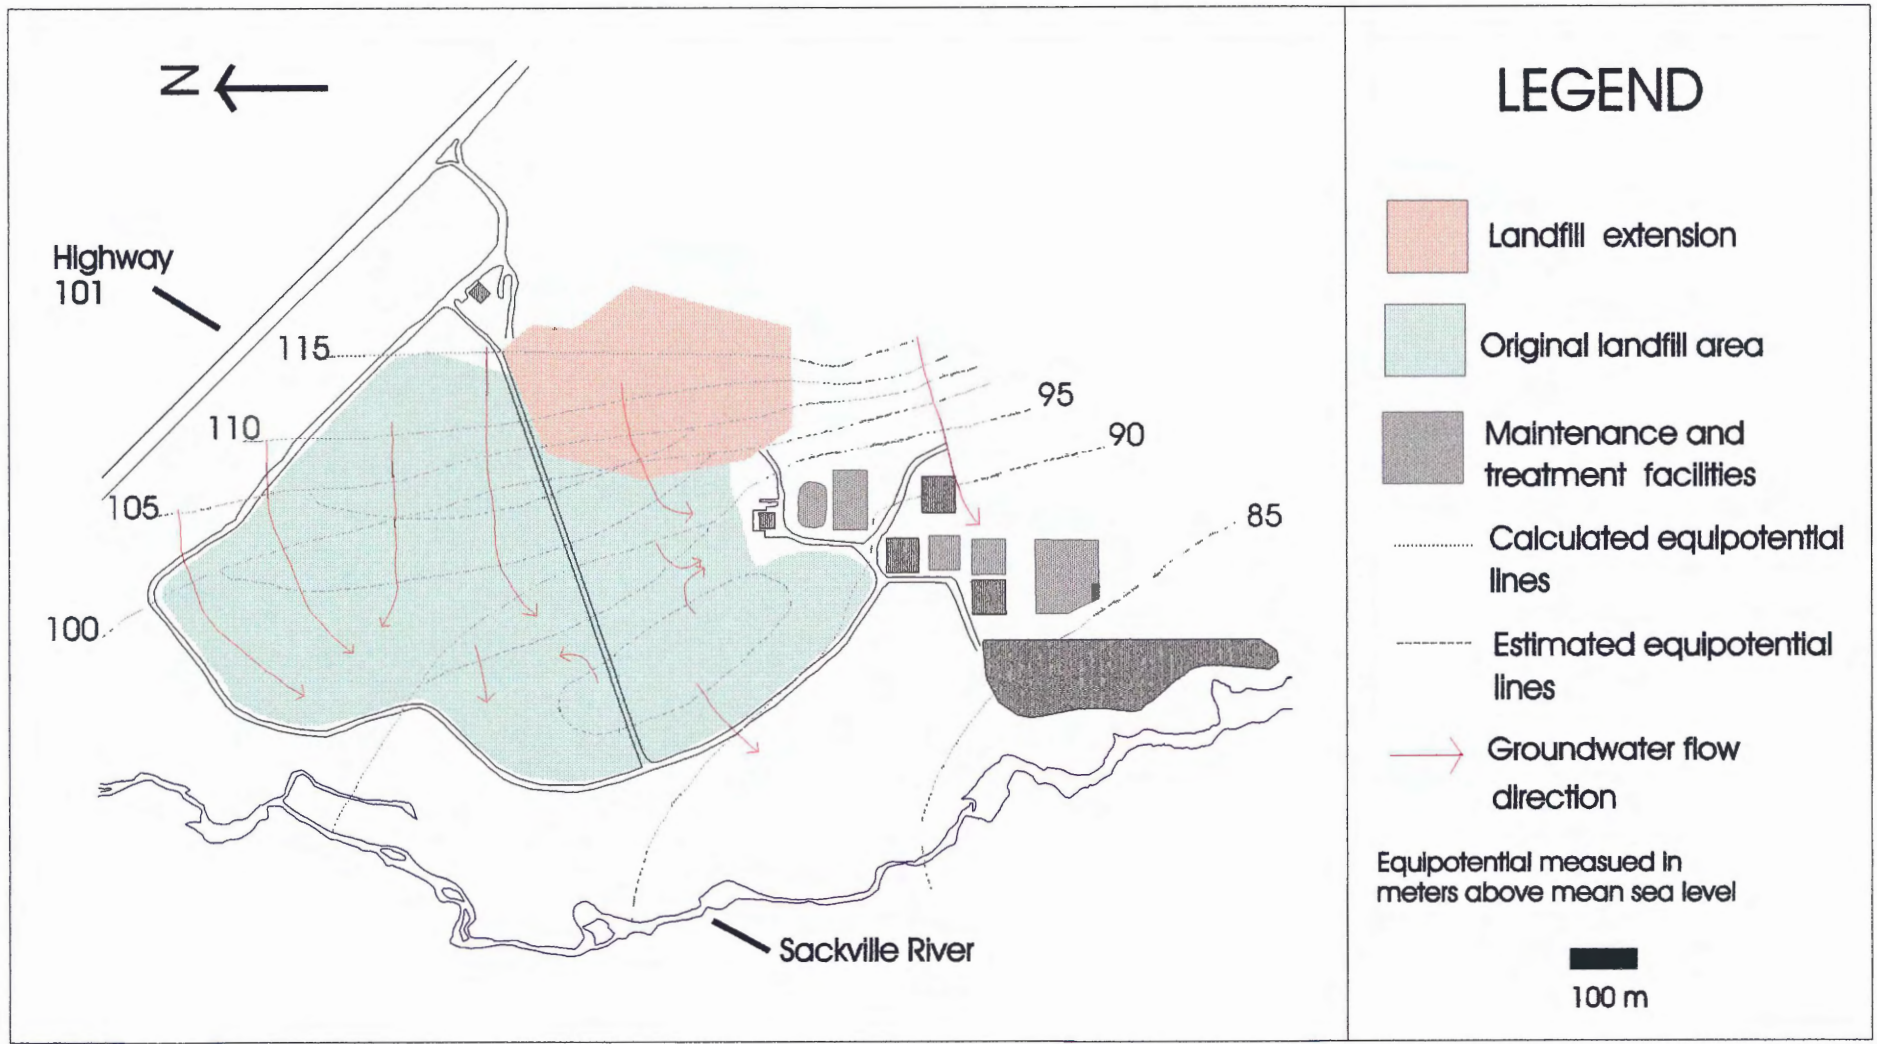 N
Highway
101
115
110
105
100
95
90
85
Sackville River
LEGEND
Landfill extension
Original landfill area
Maintenance and
treatment facilities
Calculated equipotential
lines
Estimated equipotential
lines
Groundwater flow
direction
Equipotential measued in
meters above mean sea level
100 m